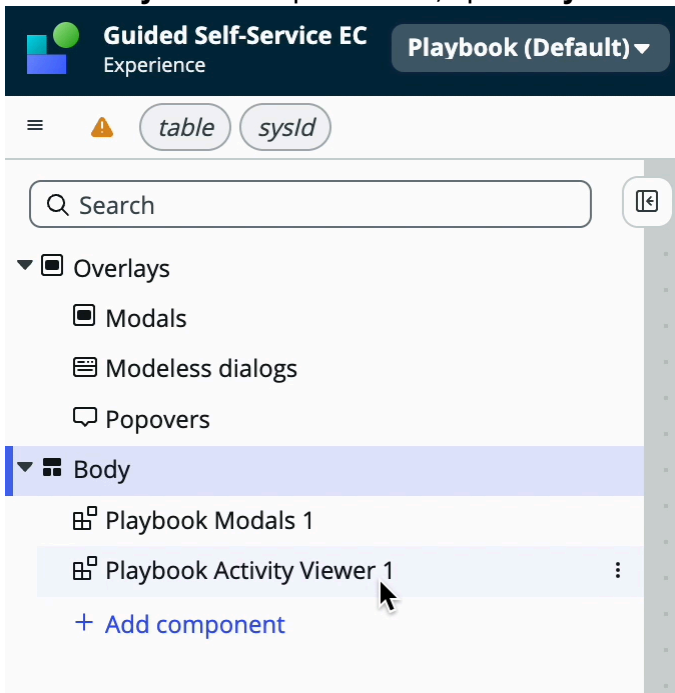 Guided Self-Service EC
Experience
Playbook (Default)
table
sysId
Search
Overlays
Modals
Modeless dialogs
Popovers
Body
Playbook Modals 1
Playbook Activity Viewer 1
+ Add component